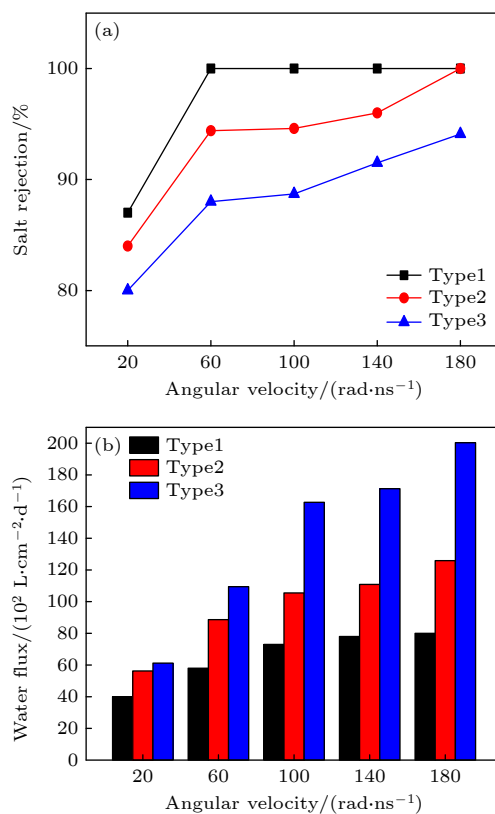 (a)
100
90
80
Salt rejection/%
Type1
Type2
Type3
20 60 100 140 180
Angular velocity/(rad·ns⁻¹)
(b)
200
180
160
140
120
100
80
60
40
20
0
Water flux/(10² L·cm⁻²·d⁻¹)
Type1
Type2
Type3
20 60 100 140 180
Angular velocity/(rad·ns⁻¹)